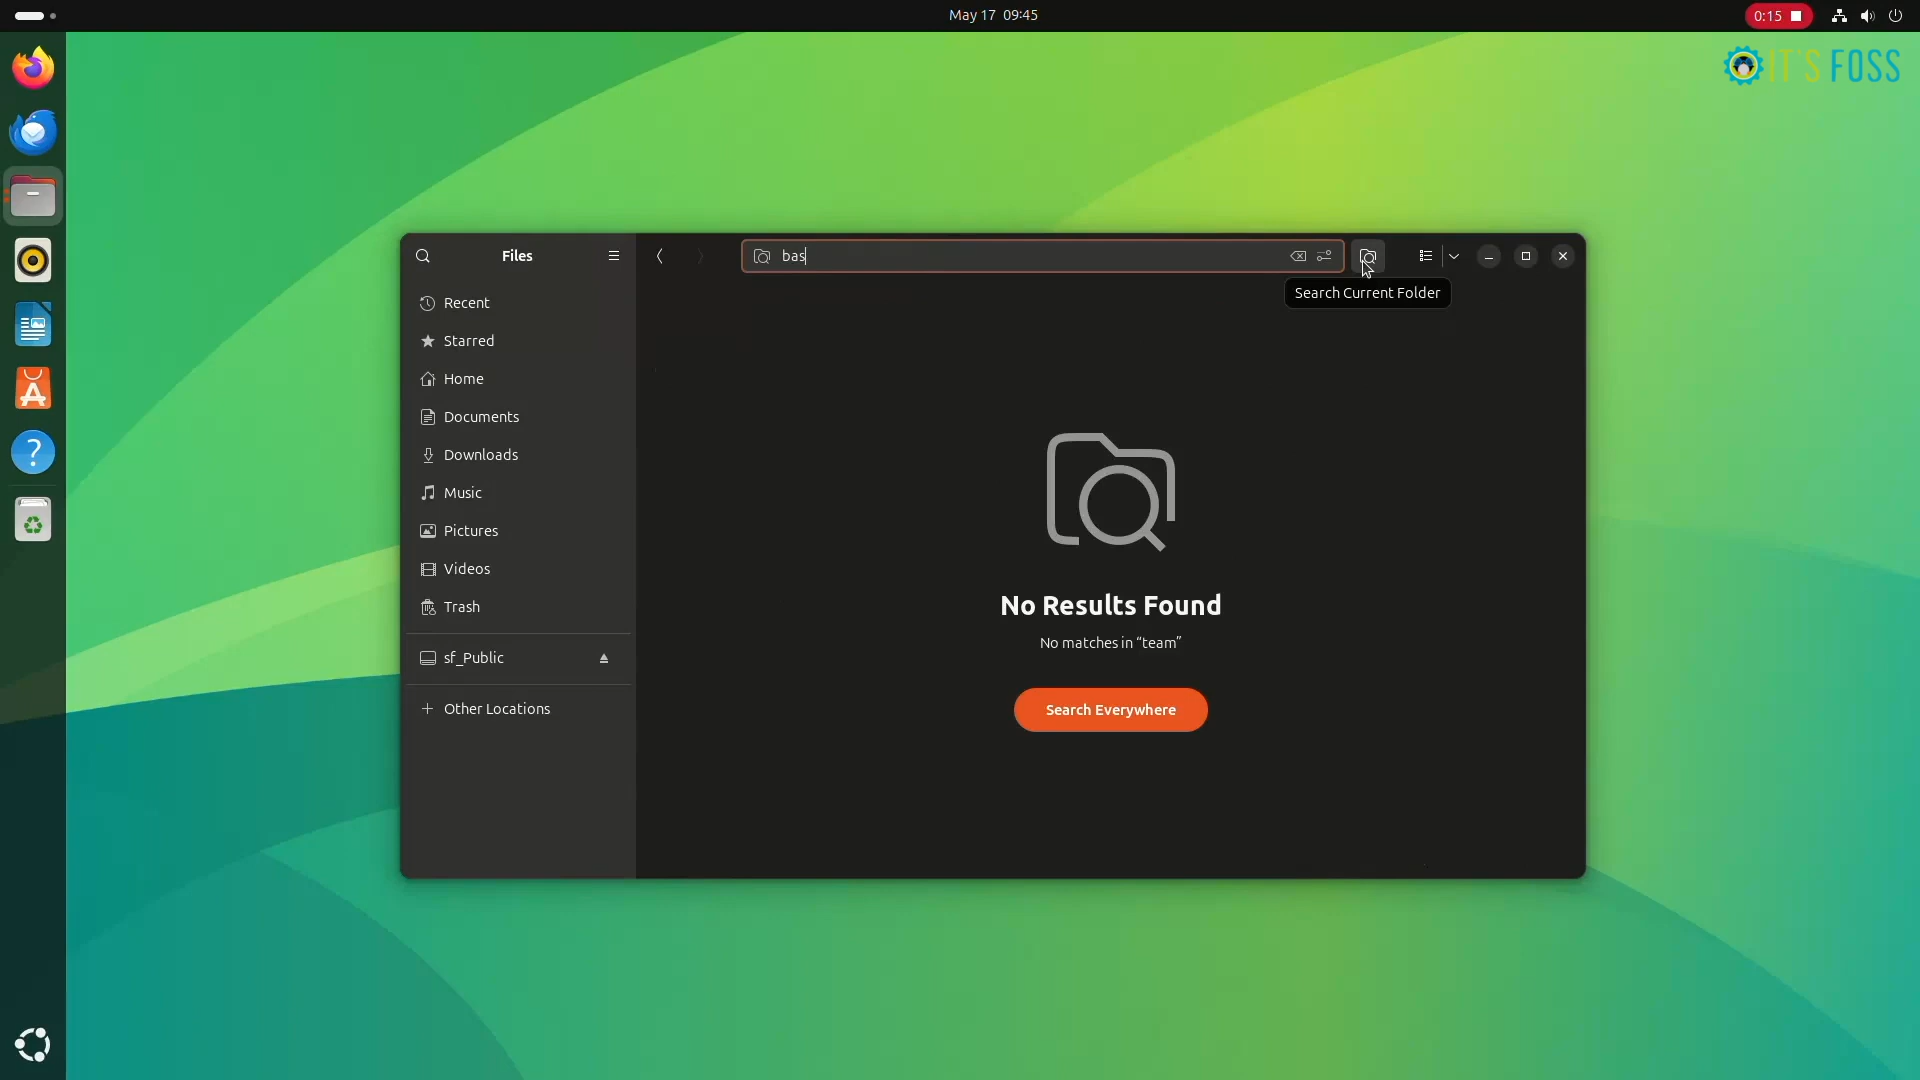 May 17 09:45
0:15
IT'S FOSS
Files
bas
Search Current Folder
Recent
Starred
Home
Documents
Downloads
Music
Pictures
Videos
Trash
sf_Public
Other Locations
No Results Found
No matches in “team”
Search Everywhere